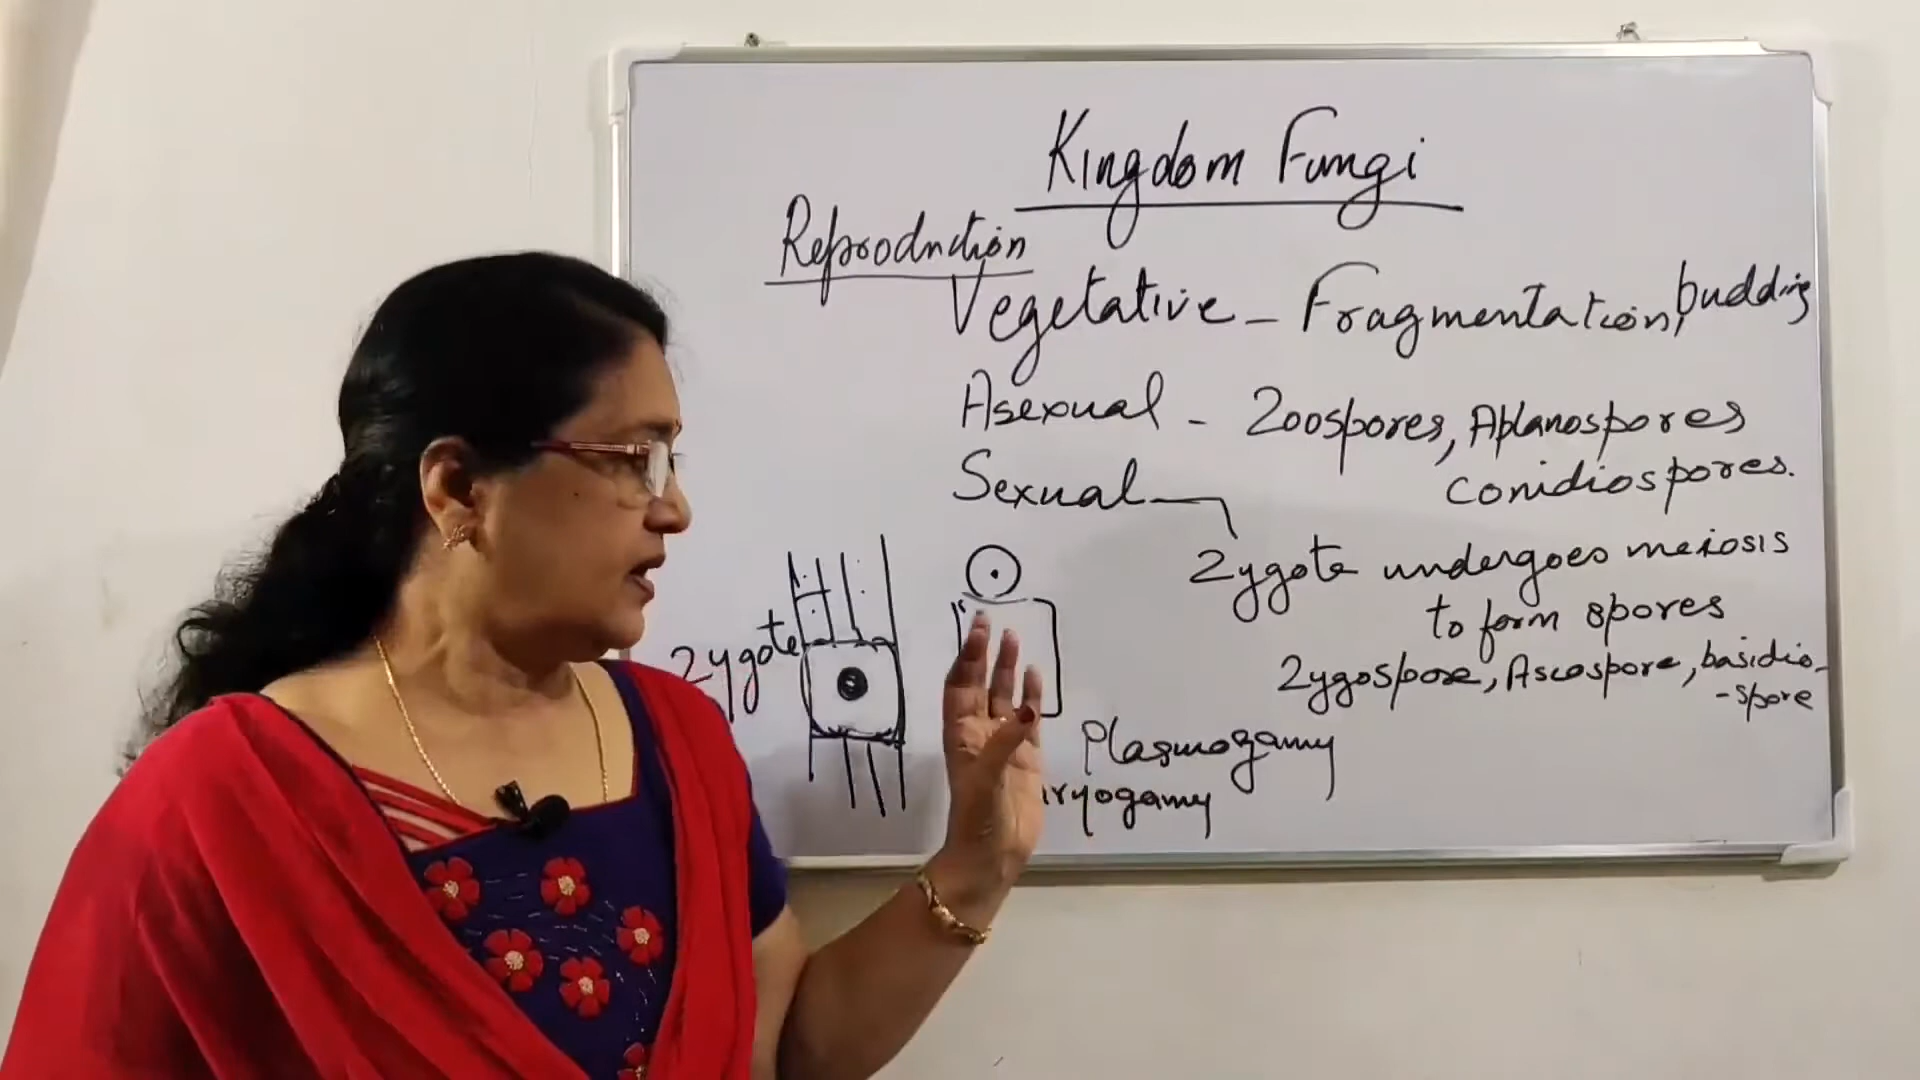 Kingdom Fungi
Reproduction
Vegetative - Fragmentation, budding
Asexual - Zoospores, Aplanospores
conidiospores.
Sexual
Zygote undergoes meiosis
to form spores
Zygospore, Ascospore, basidio-
-spore
Zygote
Plasmogamy
ryogamy